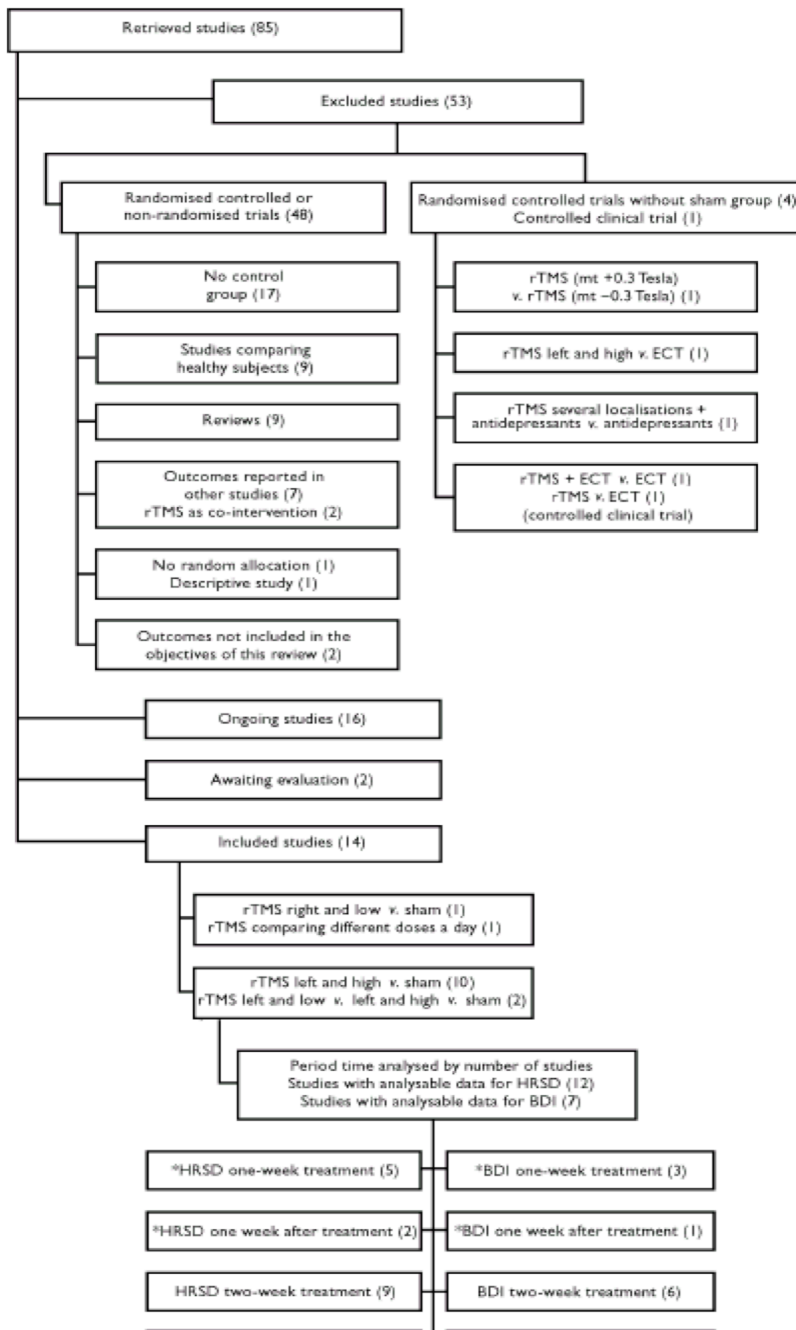 Retrieved studies (85)
Excluded studies (53)
Randomised controlled or
non-randomised trials (48)
No control
group (17)
Studies comparing
healthy subjects (9)
Reviews (9)
Outcomes reported in
other studies (7)
rTMS as co-intervention (2)
No random allocation (1)
Descriptive study (1)
Outcomes not included in the
objectives of this review (2)
Randomised controlled trials without sham group (4)
Controlled clinical trial (1)
rTMS (mt +0.3 Tesla)
v. rTMS (mt −0.3 Tesla) (1)
rTMS left and high v. ECT (1)
rTMS several localisations +
antidepressants v. antidepressants (1)
rTMS + ECT v. ECT (1)
rTMS v. ECT (1)
(controlled clinical trial)
Ongoing studies (16)
Awaiting evaluation (2)
Included studies (14)
rTMS right and low v. sham (1)
rTMS comparing different doses a day (1)
rTMS left and high v. sham (10)
rTMS left and low v. left and high v. sham (2)
Period time analysed by number of studies
Studies with analysable data for HRSD (12)
Studies with analysable data for BDI (7)
*HRSD one-week treatment (5)
*BDI one-week treatment (3)
*HRSD one week after treatment (2)
*BDI one week after treatment (1)
HRSD two-week treatment (9)
BDI two-week treatment (6)